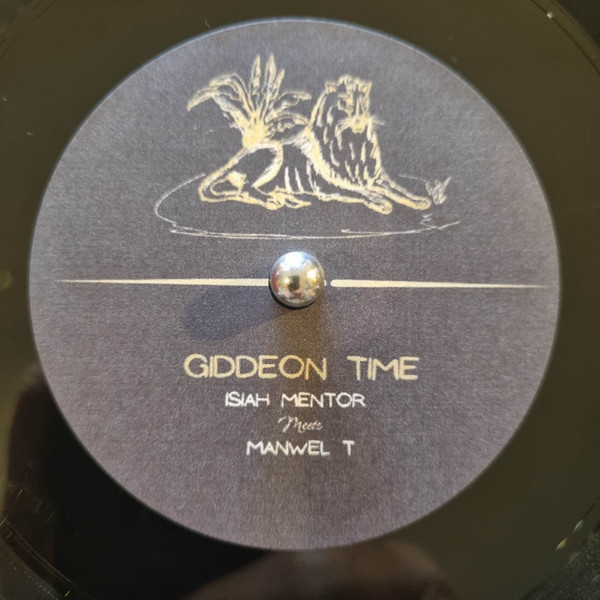 GIDDEON TIME
ISIAH MENTOR
Meets
MANWEL T